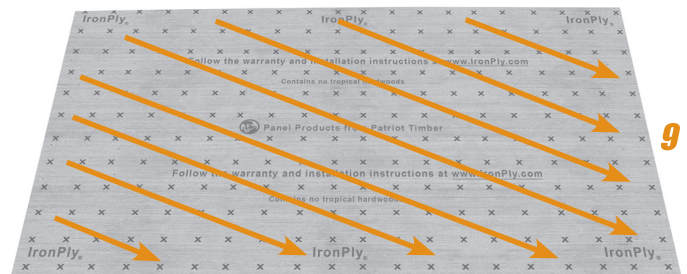 IronPly® IronPly® IronPly®
Follow the warranty and installation instructions at www.IronPly.com
Contains no tropical hardwoods
Panel Products from Patriot Timber
9
Follow the warranty and installation instructions at www.IronPly.com
Contains no tropical hardwoods
IronPly® IronPly® IronPly®